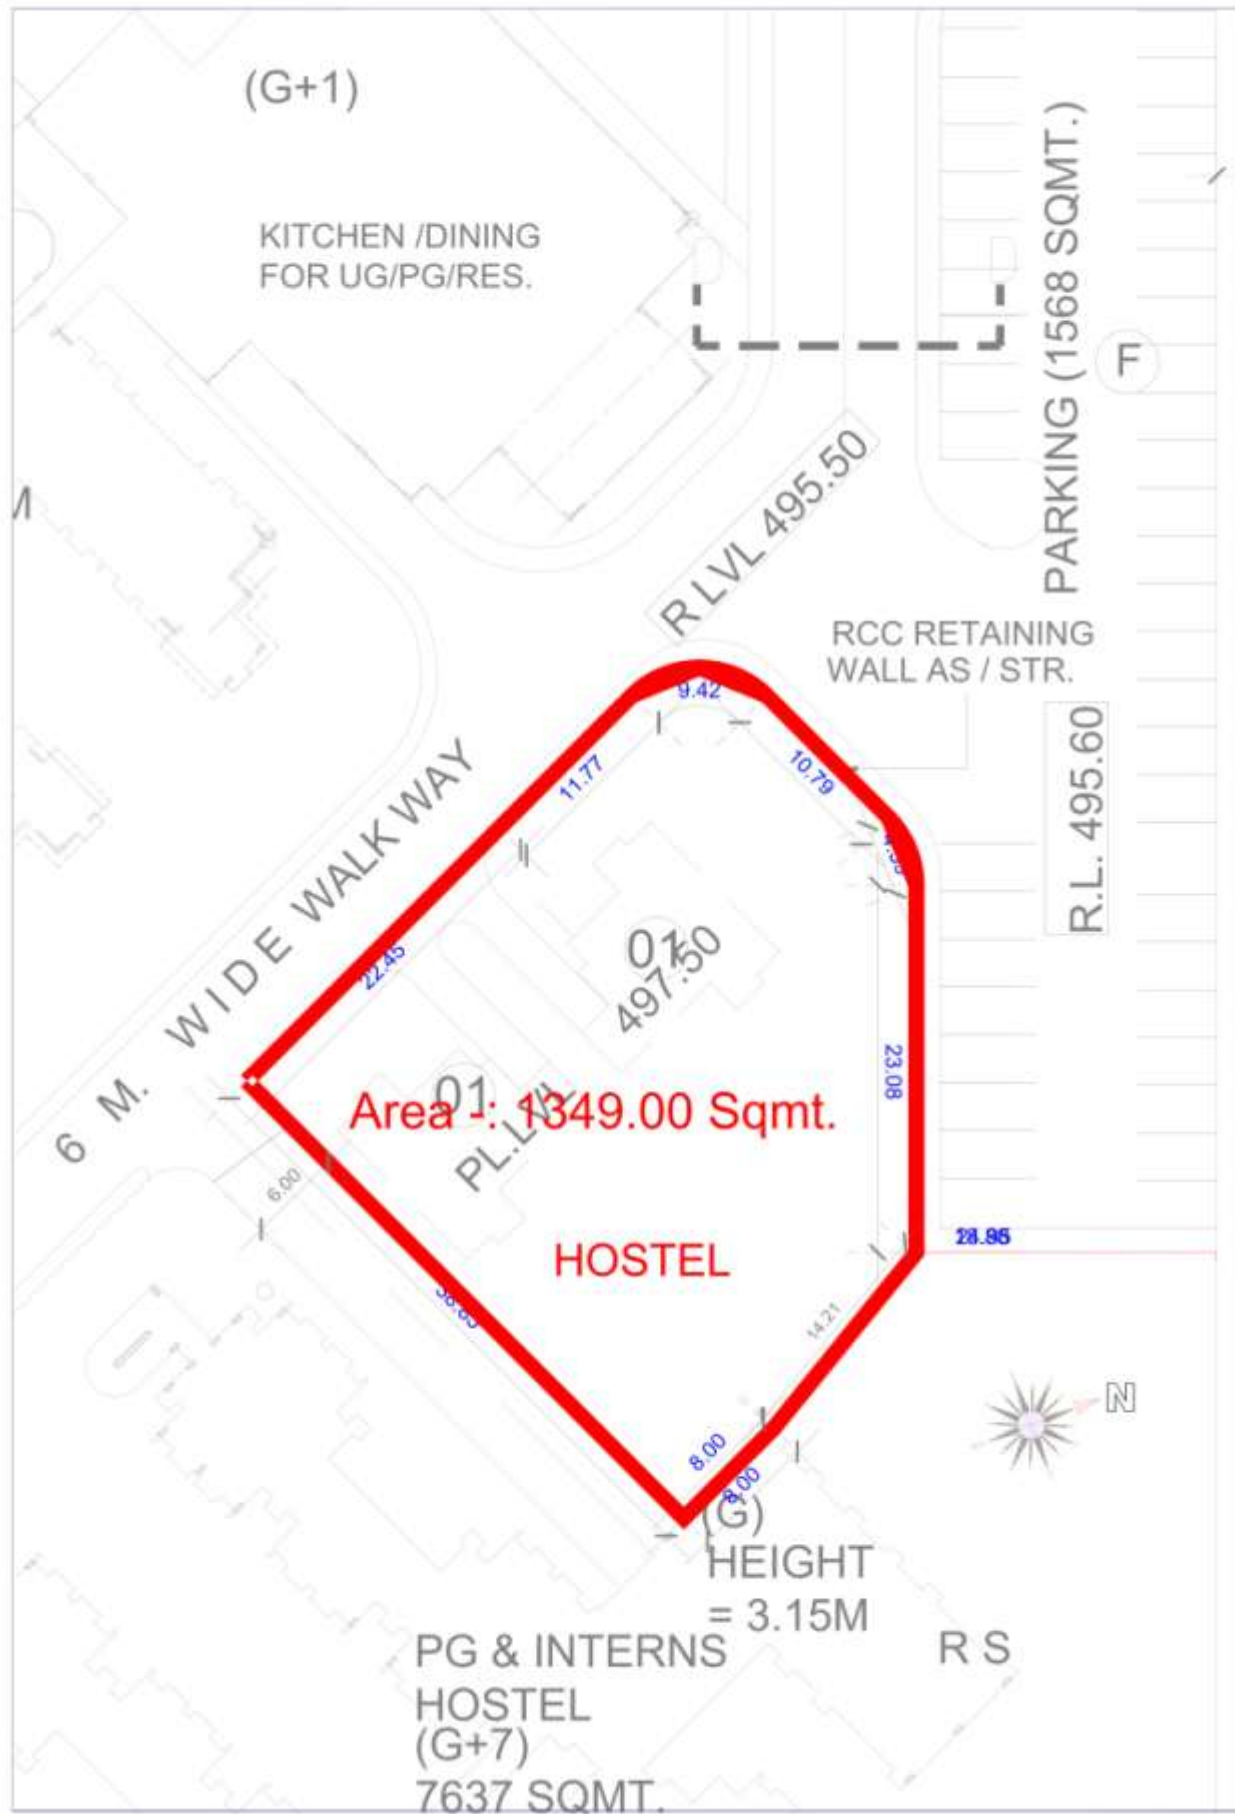 (G+1)
KITCHEN /DINING
FOR UG/PG/RES.
PARKING (1568 SQMT.)
F
R LVL 495.50
RCC RETAINING
WALL AS / STR.
R.L. 495.60
9.42
11.77
10.79
6 M. WIDE WALKWAY
22.45
01
497.50
23.08
01
PL.LVL.
Area -: 1349.00 Sqmt.
6.00
HOSTEL
14.21
N
8.00
8.00
(G)
HEIGHT
= 3.15M
R S
PG & INTERNS
HOSTEL
(G+7)
7637 SQMT.